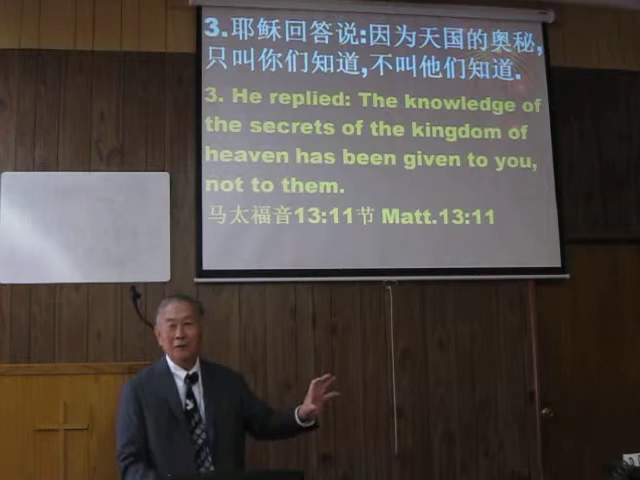 3.耶稣回答说:因为天国的奥秘,
只叫你们知道,不叫他们知道.
3. He replied: The knowledge of
the secrets of the kingdom of
heaven has been given to you,
not to them.
马太福音13:11节 Matt.13:11